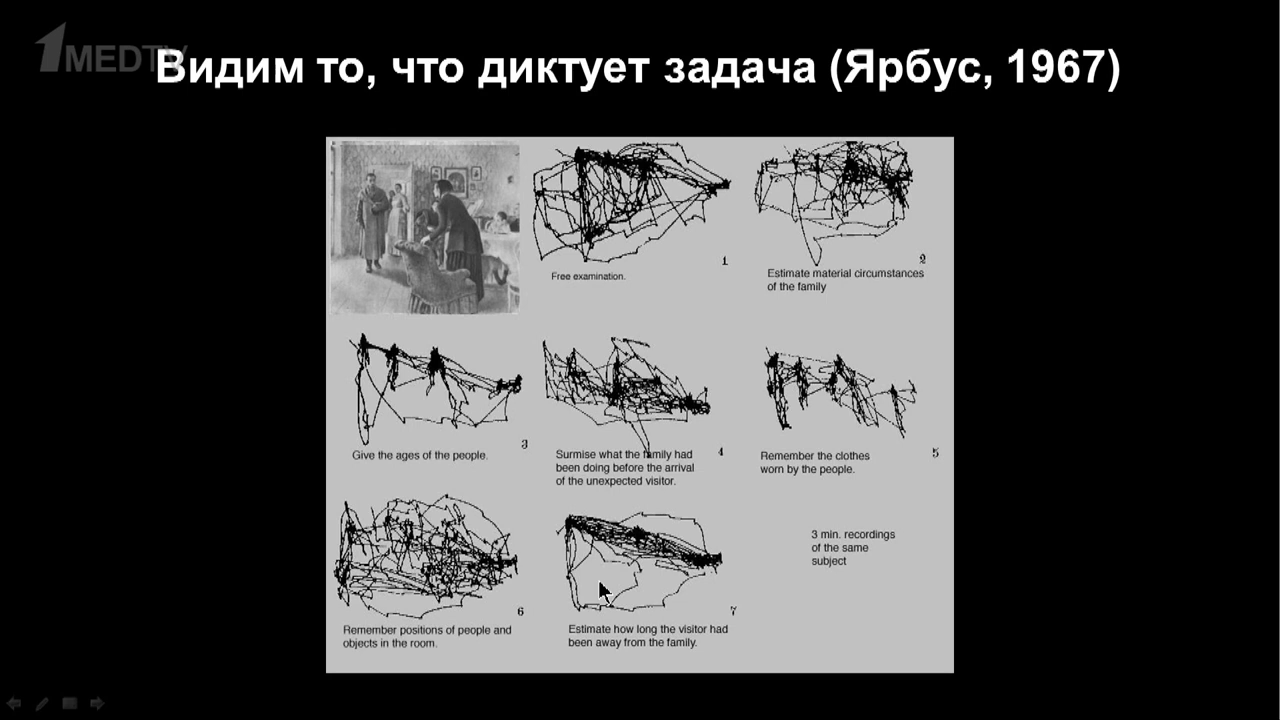 1MEDTV
Видим то, что диктует задача (Ярбус, 1967)
1
Free examination.
2
Estimate material circumstances
of the family
3
Give the ages of the people.
4
Surmise what the family had
been doing before the arrival
of the unexpected visitor.
5
Remember the clothes
worn by the people.
6
Remember positions of people and
objects in the room.
7
Estimate how long the visitor had
been away from the family.
3 min. recordings
of the same
subject